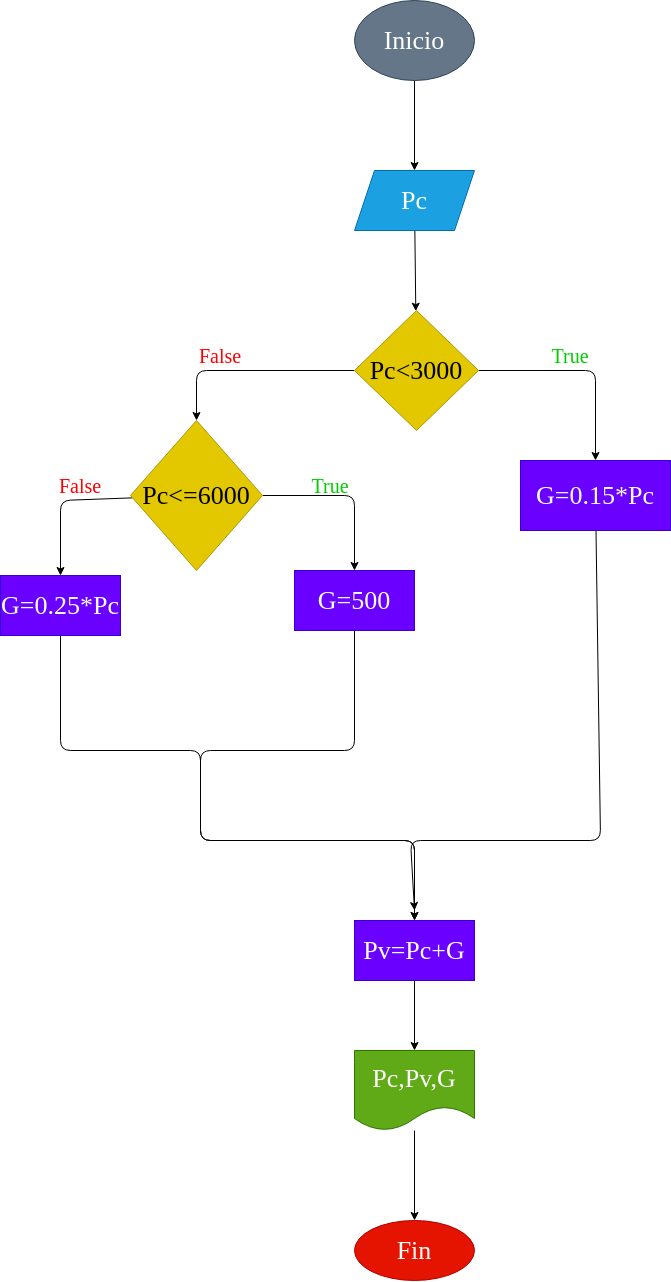 Inicio
Pc
False
True
Pc<3000
False
True
Pc<=6000
G=0.15*Pc
G=0.25*Pc
G=500
Pv=Pc+G
Pc,Pv,G
Fin